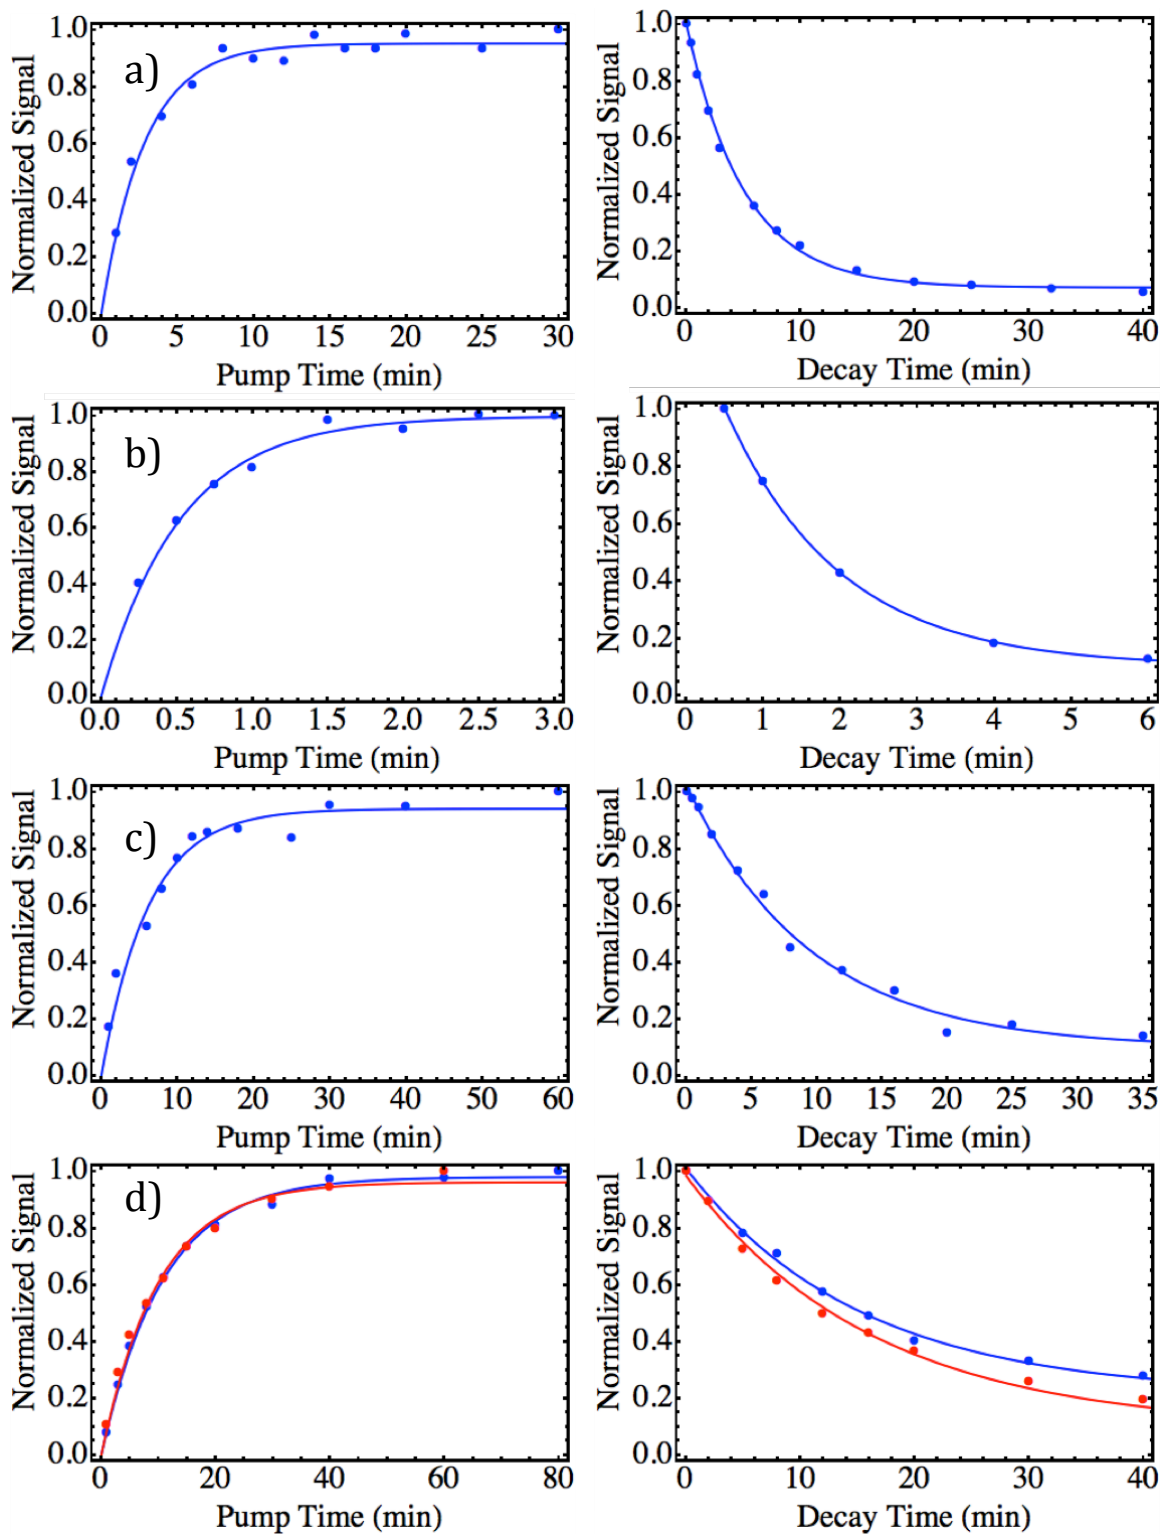 a)
Normalized Signal
1.0
0.8
0.6
0.4
0.2
0.0
0 5 10 15 20 25 30
Pump Time (min)
Normalized Signal
1.0
0.8
0.6
0.4
0.2
0.0
0 10 20 30 40
Decay Time (min)
b)
Normalized Signal
1.0
0.8
0.6
0.4
0.2
0.0
0.0 0.5 1.0 1.5 2.0 2.5 3.0
Pump Time (min)
Normalized Signal
1.0
0.8
0.6
0.4
0.2
0.0
0 1 2 3 4 5 6
Decay Time (min)
c)
Normalized Signal
1.0
0.8
0.6
0.4
0.2
0.0
0 10 20 30 40 50 60
Pump Time (min)
Normalized Signal
1.0
0.8
0.6
0.4
0.2
0.0
0 5 10 15 20 25 30 35
Decay Time (min)
d)
Normalized Signal
1.0
0.8
0.6
0.4
0.2
0.0
0 20 40 60 80
Pump Time (min)
Normalized Signal
1.0
0.8
0.6
0.4
0.2
0.0
0 10 20 30 40
Decay Time (min)